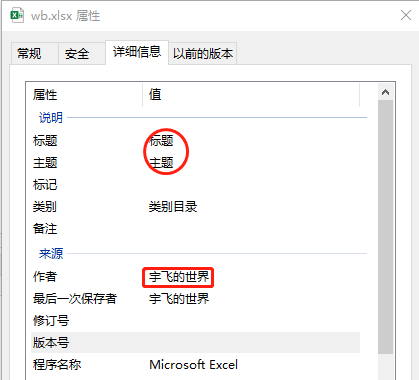 wb.xlsx 属性
常规 安全 详细信息 以前的版本
属性 值
说明
标题 标题
主题 主题
标记
类别 类别目录
备注
来源
作者 宇飞的世界
最后一次保存者 宇飞的世界
修订号
版本号
程序名称 Microsoft Excel